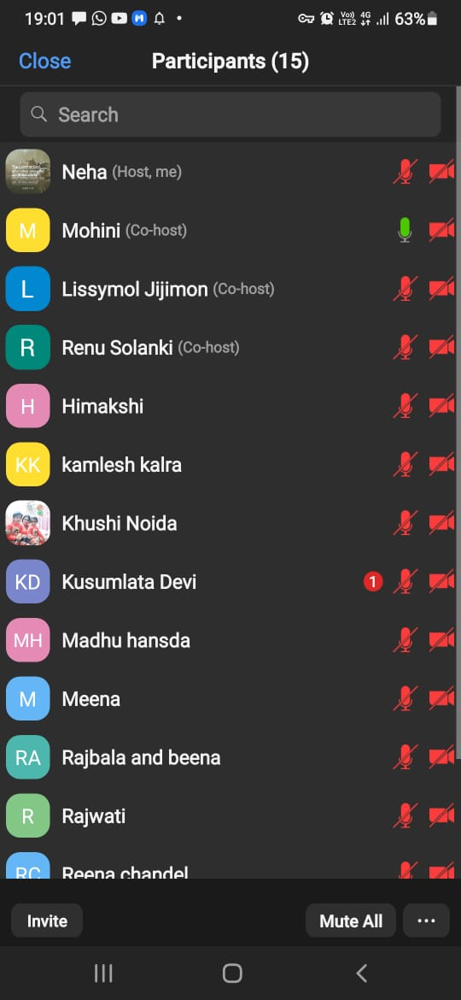 19:01 Vo) LTE2 4G 63%
Close Participants (15)
Search
Neha (Host, me)
M Mohini (Co-host)
L Lissymol Jijimon (Co-host)
R Renu Solanki (Co-host)
H Himakshi
KK kamlesh kalra
Khushi Noida
KD Kusumlata Devi 1
MH Madhu hansda
M Meena
RA Rajbala and beena
R Rajwati
RC Reena chandel
Invite Mute All ...